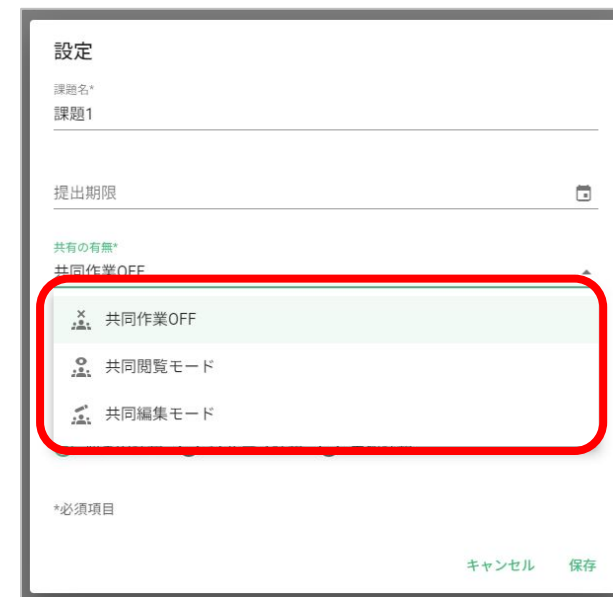 設定
課題名*
課題1
提出期限
共有の有無*
共同作業OFF
共同作業OFF
共同閲覧モード
共同編集モード
*必須項目
キャンセル 保存